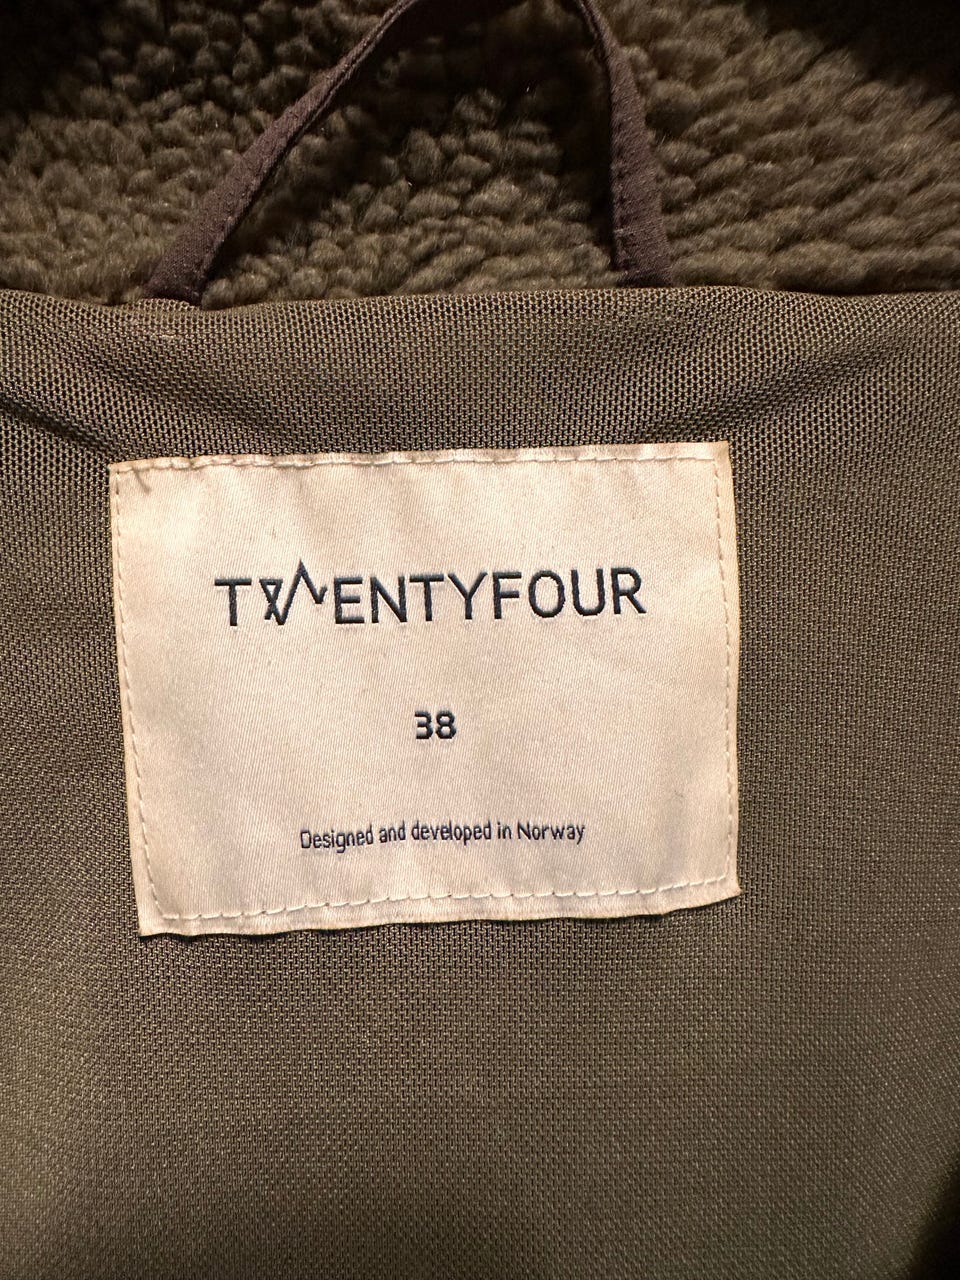 TWENTYFOUR
38
Designed and developed in Norway